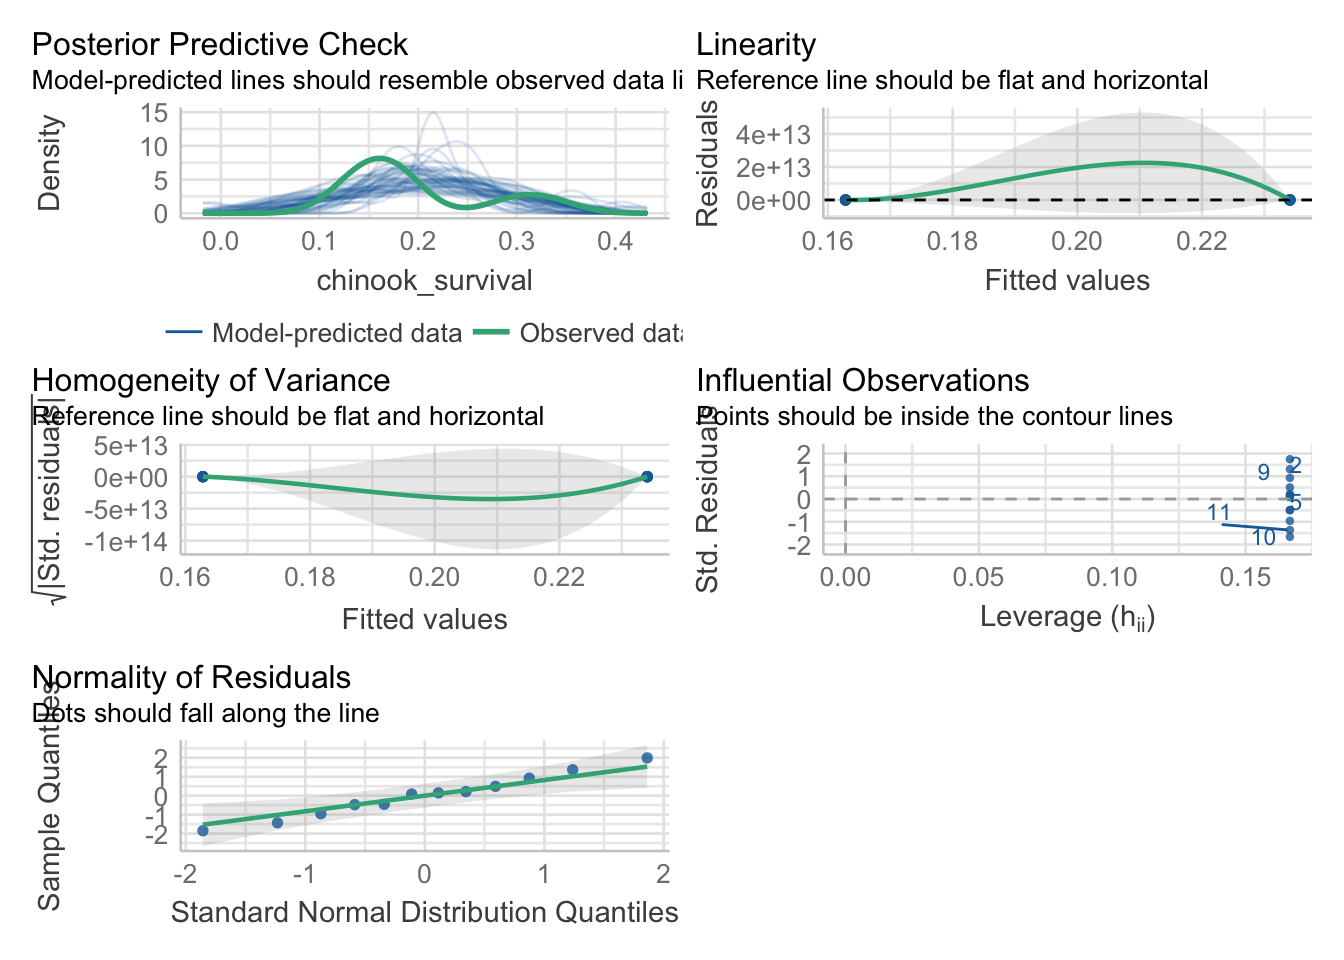 Posterior Predictive Check
Model-predicted lines should resemble observed data li
Density
15
10
5
0
0.0 0.1 0.2 0.3 0.4
chinook_survival
Model-predicted data Observed data
Linearity
Reference line should be flat and horizontal
Residuals
4e+13
2e+13
0e+00
0.16 0.18 0.20 0.22
Fitted values
Homogeneity of Variance
Reference line should be flat and horizontal
√|Std. residuals|
5e+13
0e+00
-5e+13
-1e+14
0.16 0.18 0.20 0.22
Fitted values
Influential Observations
Points should be inside the contour lines
Std. Residuals
2
1
0
-1
-2
9
2
5
11
10
0.00 0.05 0.10 0.15
Leverage (hii)
Normality of Residuals
Dots should fall along the line
Sample Quantiles
2
1
0
-1
-2
-2 -1 0 1 2
Standard Normal Distribution Quantiles